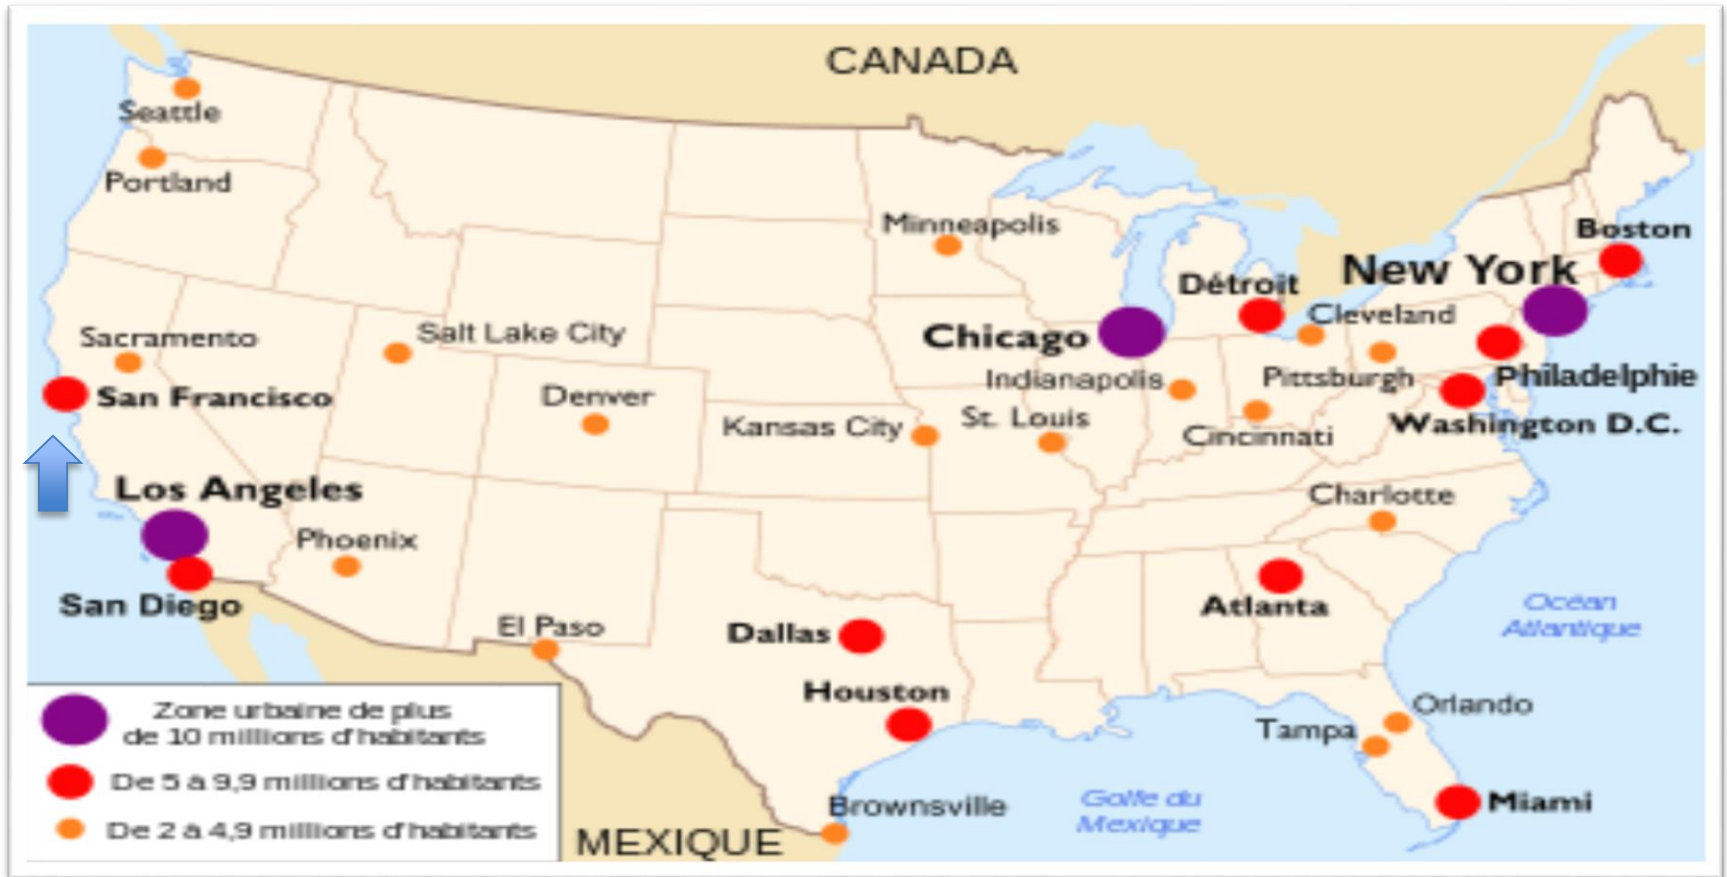 CANADA
Seattle
Portland
Minneapolis
Boston
New York
Détroit
Cleveland
Sacramento
Salt Lake City
Chicago
Indianapolis
Pittsburgh
Philadelphie
San Francisco
Denver
Kansas City
St. Louis
Cincinnati
Washington D.C.
Los Angeles
Phoenix
Charlotte
San Diego
El Paso
Dallas
Atlanta
Océan
Atlantique
Houston
Orlando
Tampa
Brownsville
Golfe du
Mexique
Miami
MEXIQUE
Zone urbaine de plus
de 10 millions d'habitants
De 5 à 9,9 millions d'habitants
De 2 à 4,9 millions d'habitants